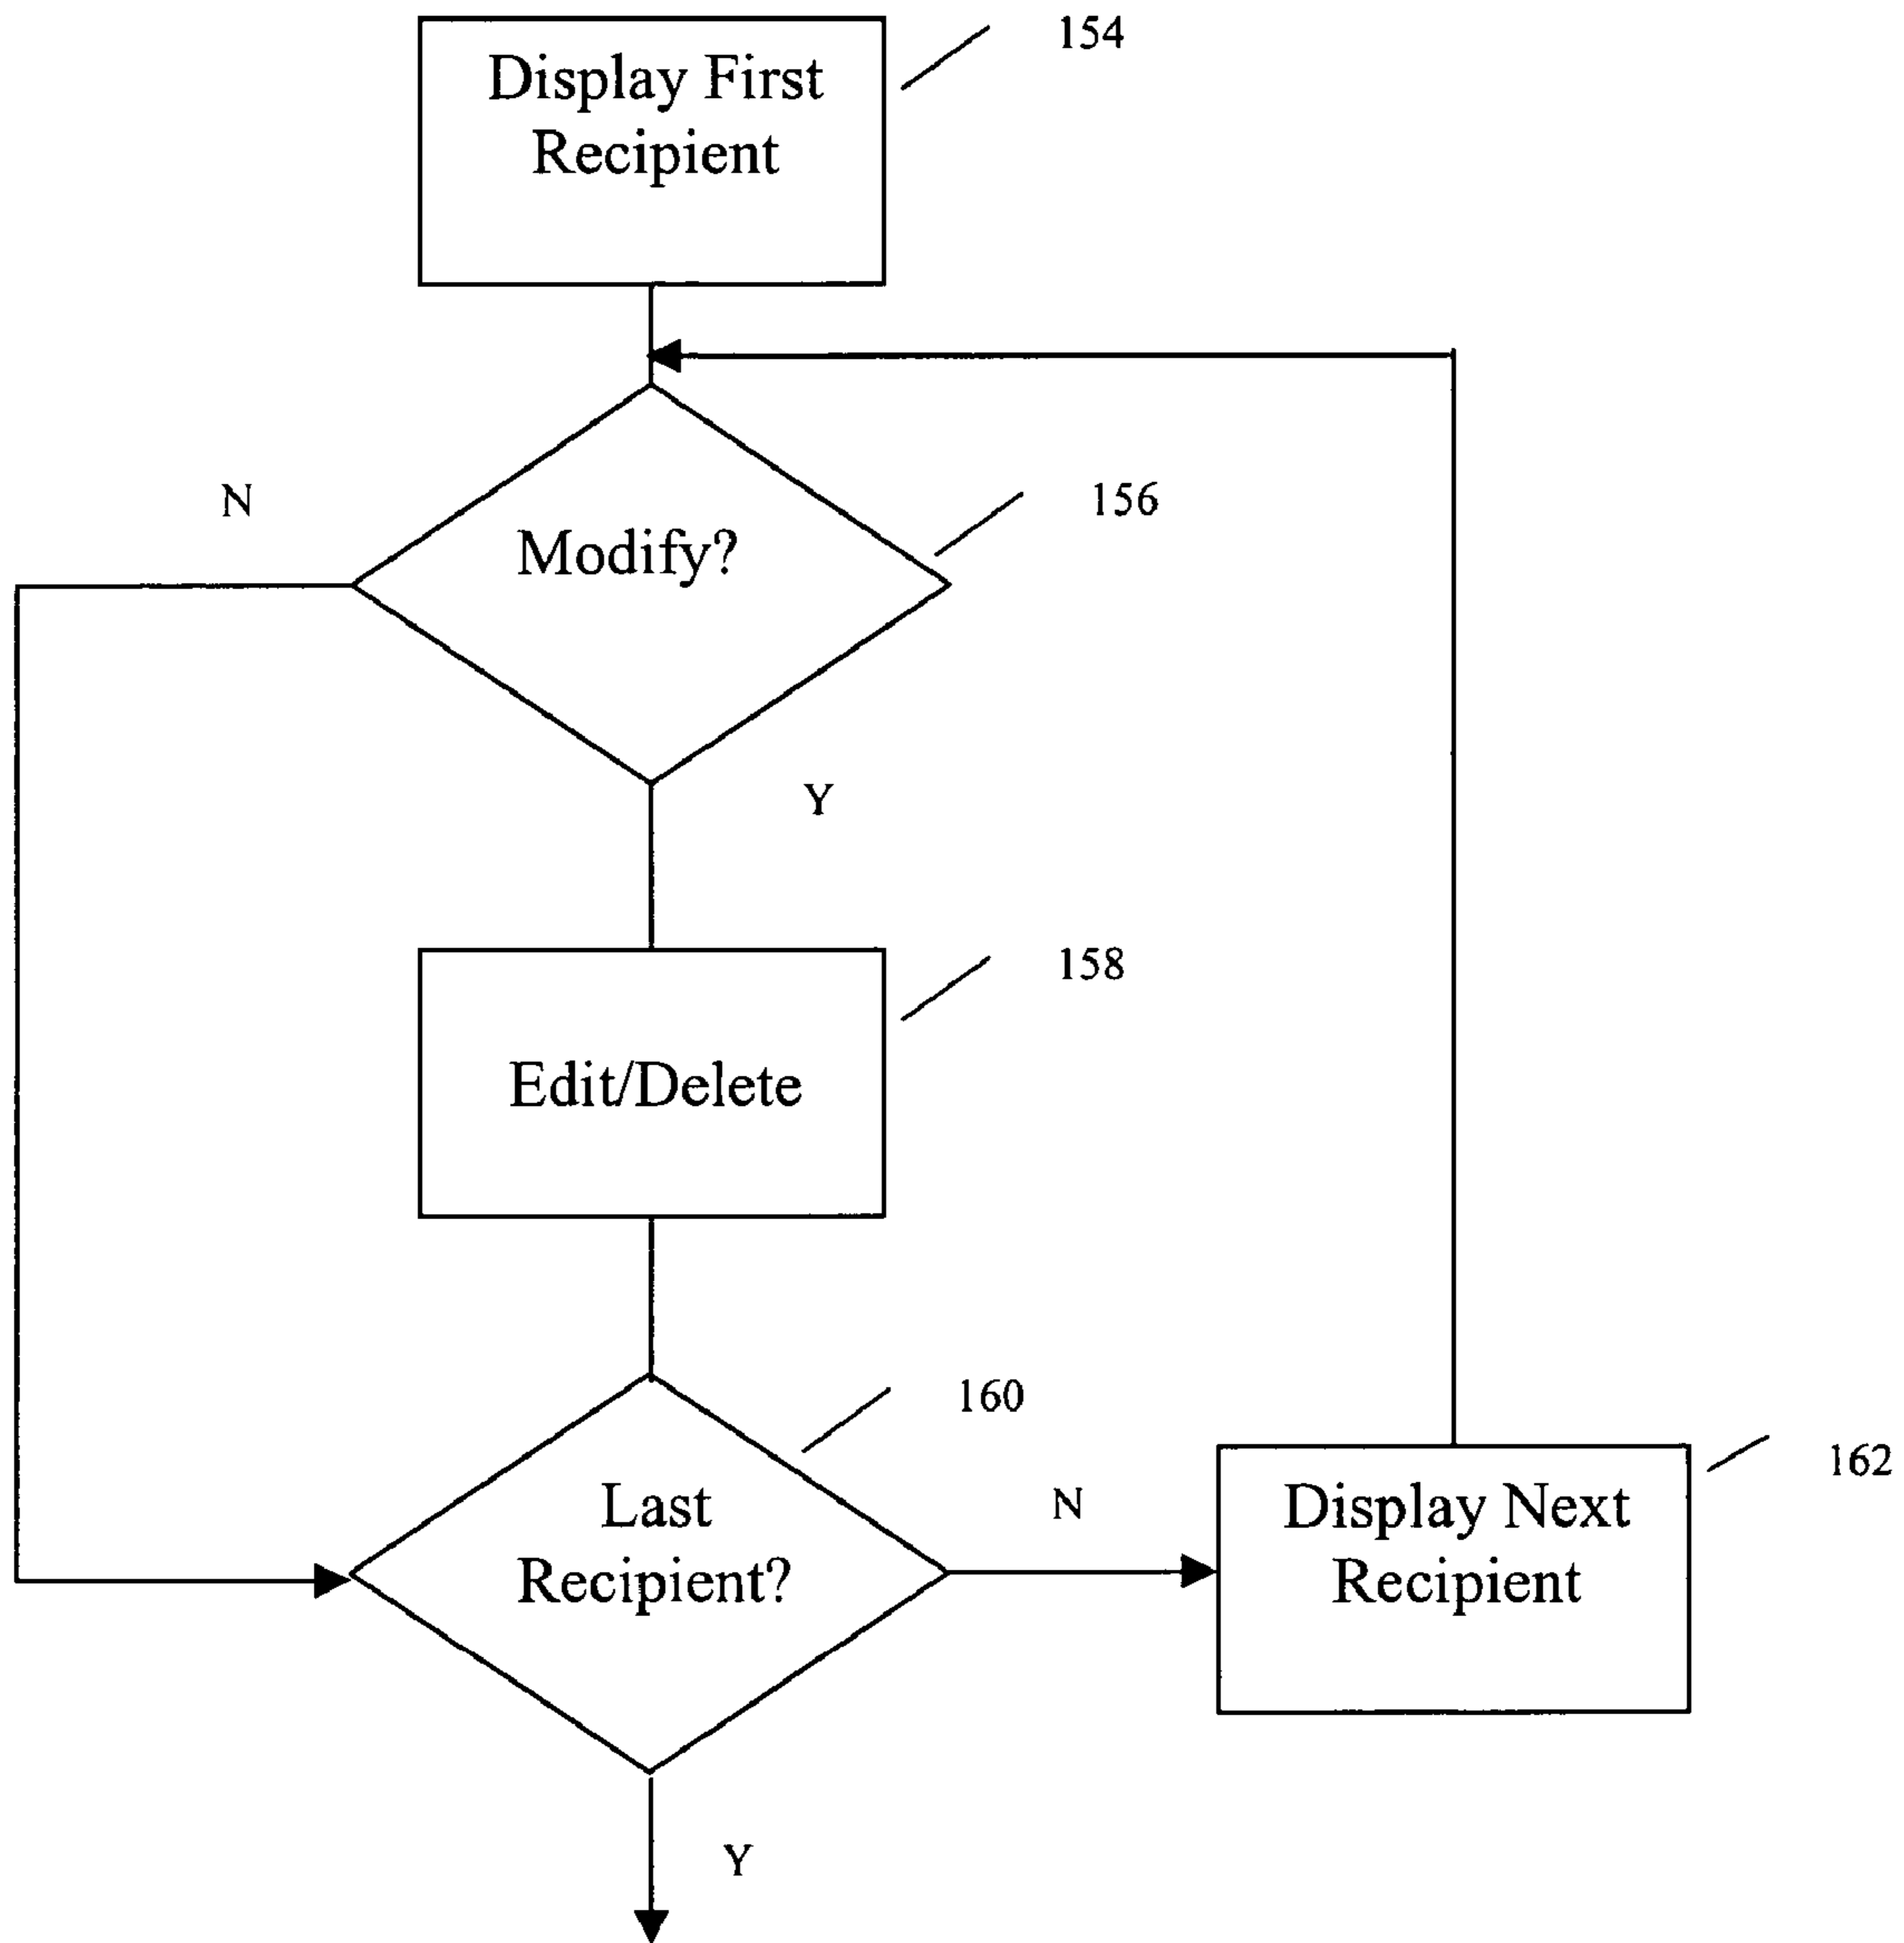 Display First
Recipient
154
N
Modify?
156
Y
158
Edit/Delete
160
Last
Recipient?
N
Display Next
Recipient
162
Y